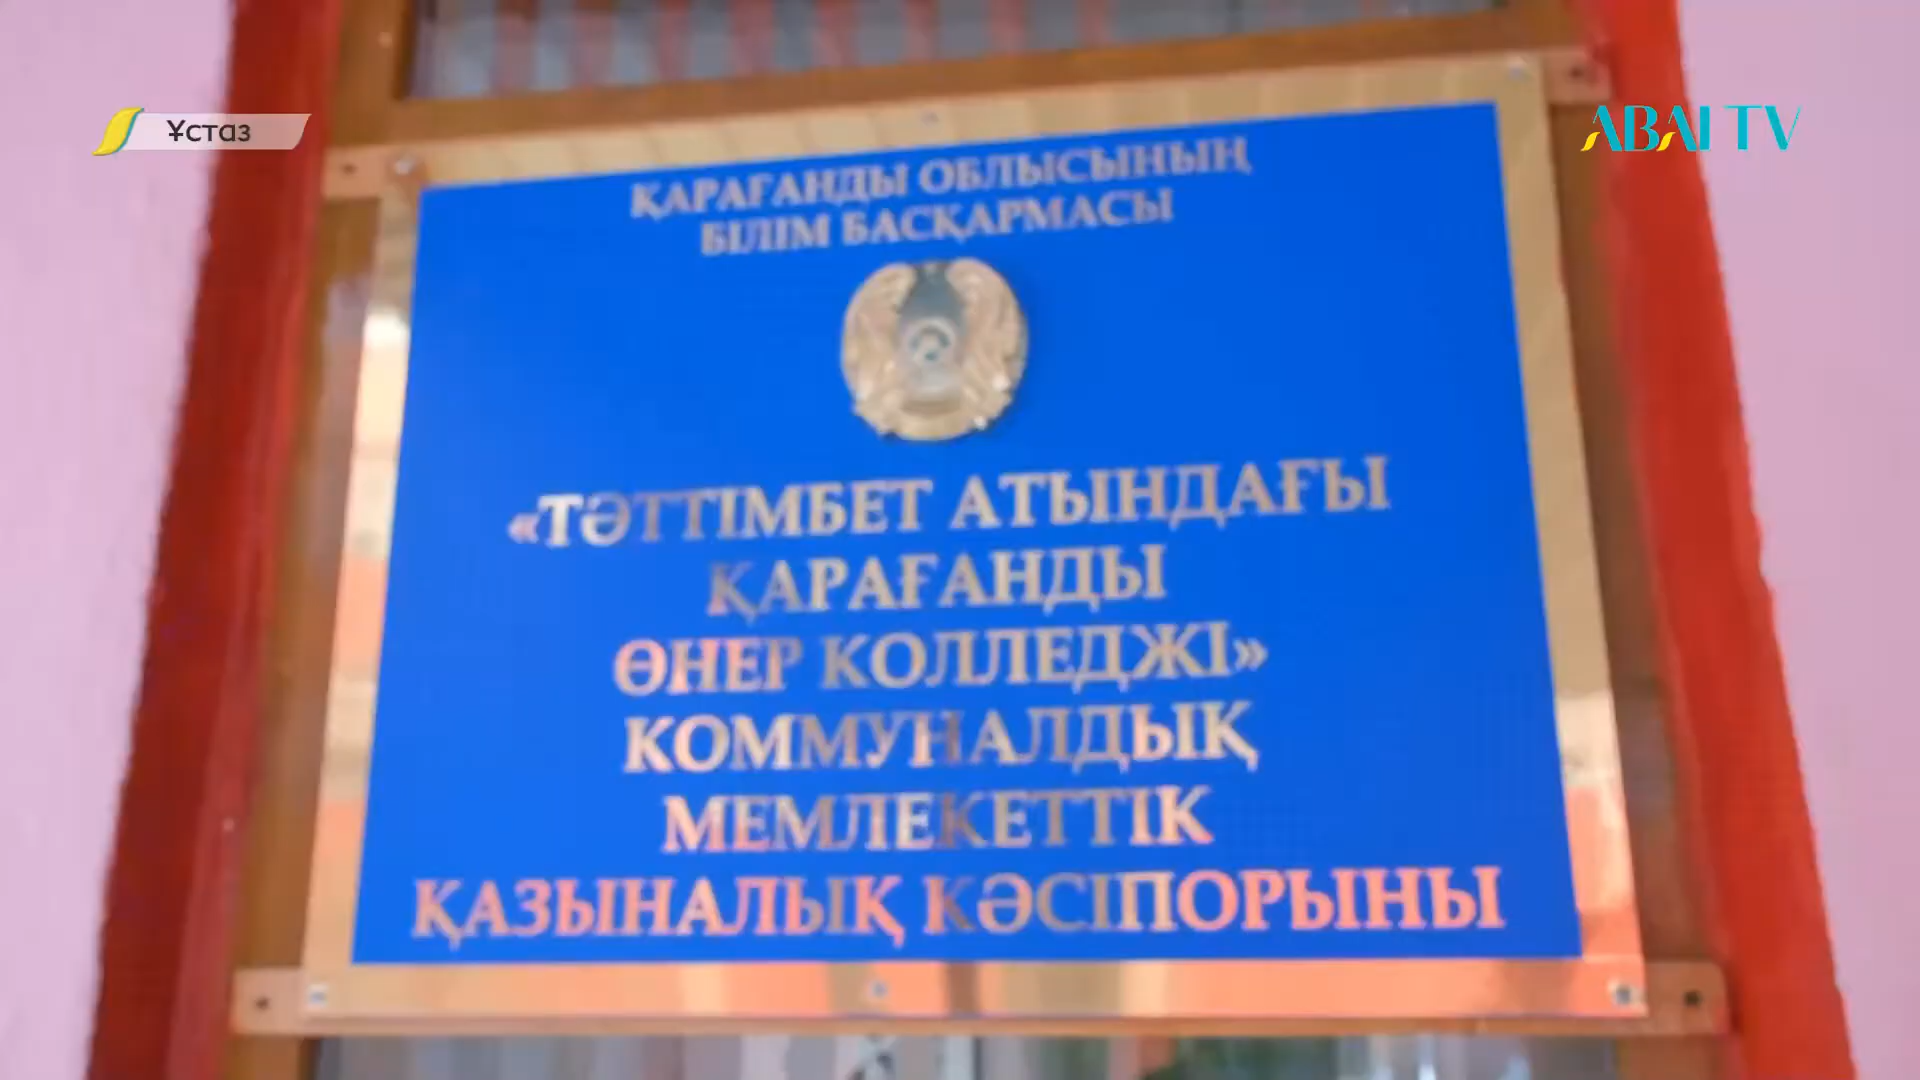 Ұстаз
ABAI TV
ҚАРАҒАНДЫ ОБЛЫСЫНЫҢ
БІЛІМ БАСҚАРМАСЫ
«ТӘТТІМБЕТ АТЫНДАҒЫ
ҚАРАҒАНДЫ
ӨНЕР КОЛЛЕДЖІ»
КОММУНАЛДЫҚ
МЕМЛЕКЕТТІК
ҚАЗЫНАЛЫҚ КӘСІПОРЫНЫ